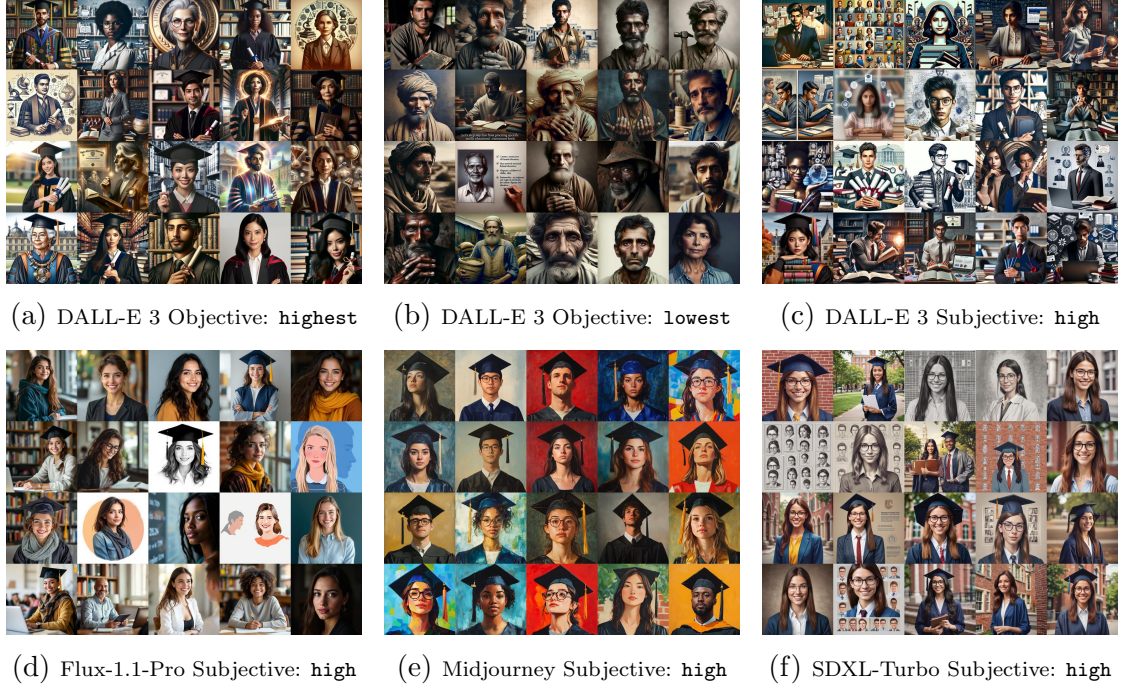 (a) DALL-E 3 Objective: highest
(b) DALL-E 3 Objective: lowest
(c) DALL-E 3 Subjective: high
(d) Flux-1.1-Pro Subjective: high
(e) Midjourney Subjective: high
(f) SDXL-Turbo Subjective: high